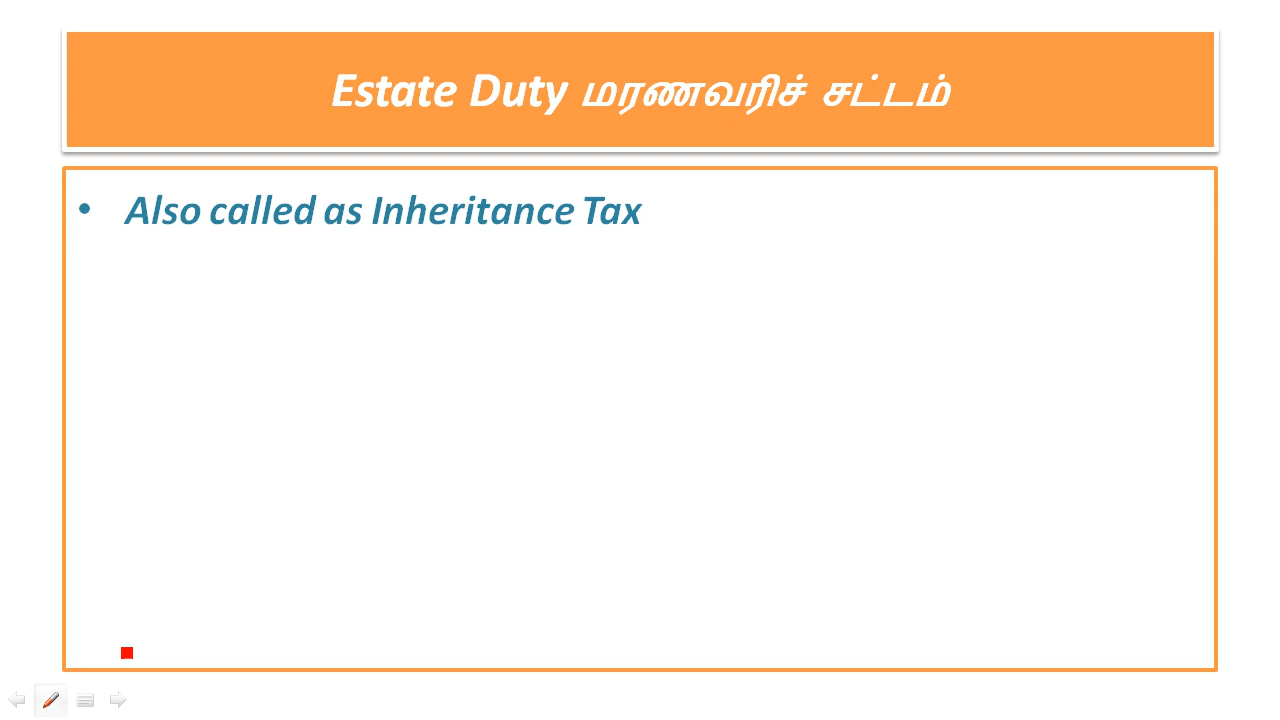 Estate Duty மரணவரிச் சட்டம்
• Also called as Inheritance Tax